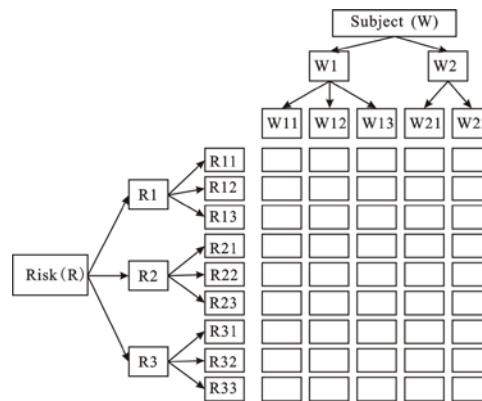 Subject (W)
W1 W2
W11 W12 W13 W21
R11
R1 R12
R13
R21
Risk(R) R2 R22
R23
R31
R3 R32
R33